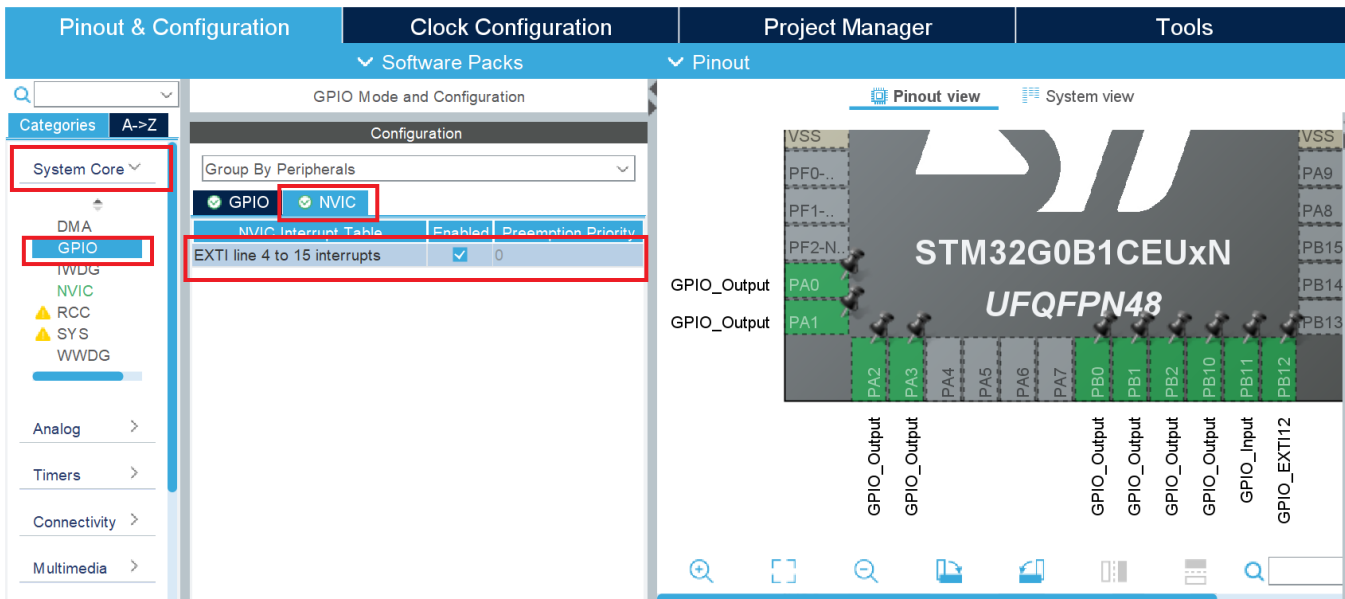 Pinout & Configuration
Clock Configuration
Project Manager
Tools
Software Packs
Pinout
GPIO Mode and Configuration
Pinout view
System view
Categories
A->Z
Configuration
System Core
Group By Peripherals
GPIO
NVIC
NVIC Interrupt Table
Enabled
Preemption Priority
EXTI line 4 to 15 interrupts
0
DMA
GPIO
IWDG
NVIC
RCC
SYS
WWDG
Analog
Timers
Connectivity
Multimedia
VSS
PF0-..
PF1-..
PF2-N..
GPIO_Output
PA0
GPIO_Output
PA1
STM32G0B1CEUxN
UFQFPN48
VSS
PA9
PA8
PB15
PB14
PB13
PA2
PA3
PA4
PA5
PA6
PA7
PB0
PB1
PB2
PB10
PB11
PB12
GPIO_Output
GPIO_Output
GPIO_Output
GPIO_Output
GPIO_Output
GPIO_Output
GPIO_Input
GPIO_EXTI12